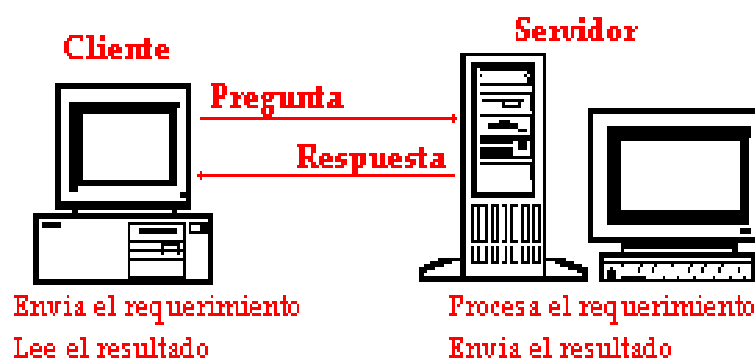 Cliente
Servidor
Pregunta
Respuesta
Envia el requerimiento
Lee el resultado
Procesa el requerimiento
Envia el resultado